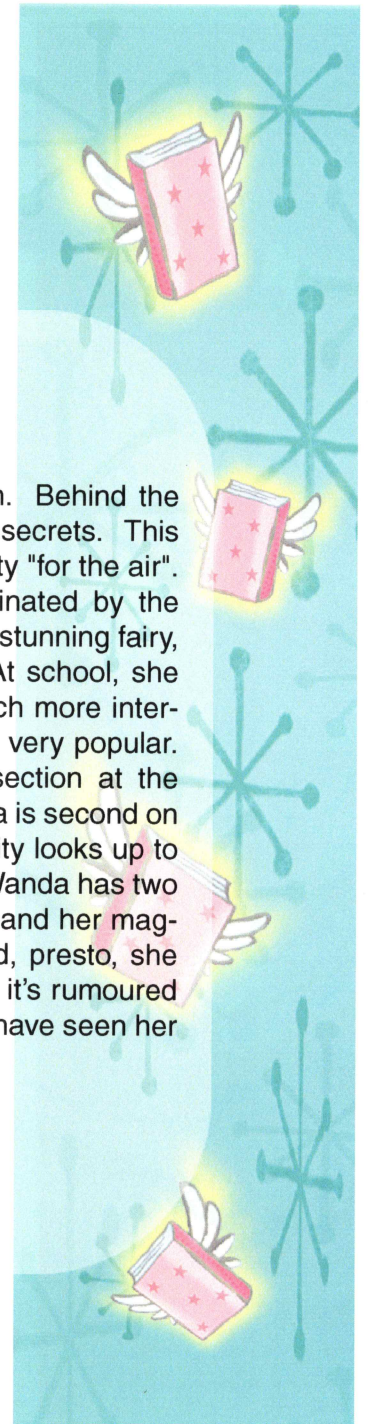 n. Behind the
secrets. This
ty "for the air".
inated by the
stunning fairy,
At school, she
ch more inter-
very popular.
section at the
a is second on
ity looks up to
Vanda has two
and her mag-
d, presto, she
it's rumoured
have seen her